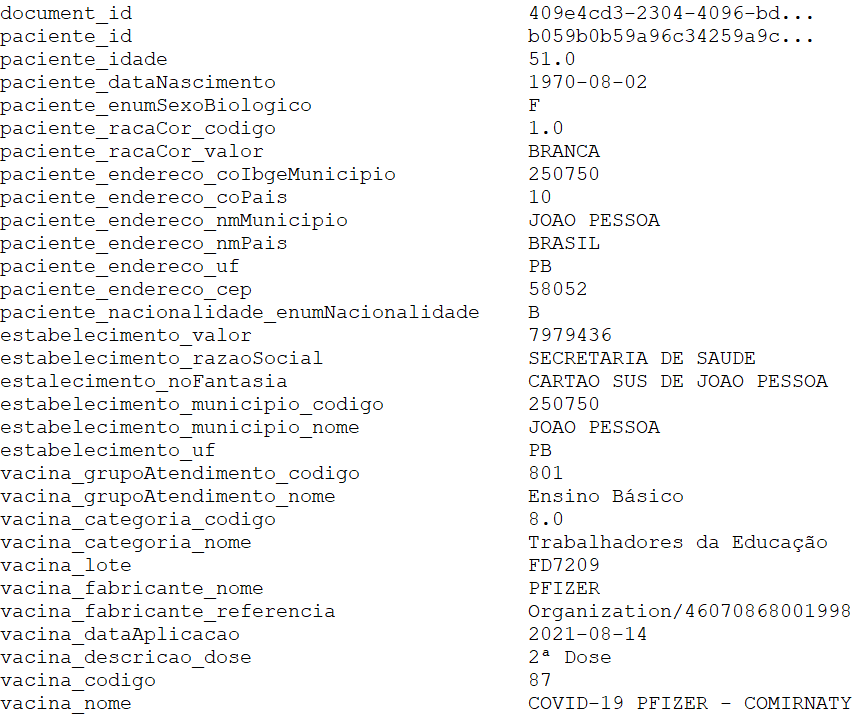 document_id 409e4cd3-2304-4096-bd...
paciente_id b059b0b59a96c34259a9c...
paciente_idade 51.0
paciente_dataNascimento 1970-08-02
paciente_enumSexoBiologico F
paciente_racaCor_codigo 1.0
paciente_racaCor_valor BRANCA
paciente_endereco_coIbgeMunicipio 250750
paciente_endereco_coPais 10
paciente_endereco_nmMunicipio JOAO PESSOA
paciente_endereco_nmPais BRASIL
paciente_endereco_uf PB
paciente_endereco_cep 58052
paciente_nacionalidade_enumNacionalidade B
estabelecimento_valor 7979436
estabelecimento_razaoSocial SECRETARIA DE SAUDE
estalecimento_noFantasia CARTAO SUS DE JOAO PESSOA
estabelecimento_municipio_codigo 250750
estabelecimento_municipio_nome JOAO PESSOA
estabelecimento_uf PB
vacina_grupoAtendimento_codigo 801
vacina_grupoAtendimento_nome Ensino Básico
vacina_categoria_codigo 8.0
vacina_categoria_nome Trabalhadores da Educação
vacina_lote FD7209
vacina_fabricante_nome PFIZER
vacina_fabricante_referencia Organization/46070868001998
vacina_dataAplicacao 2021-08-14
vacina_descricao_dose 2ª Dose
vacina_codigo 87
vacina_nome COVID-19 PFIZER - COMIRNATY